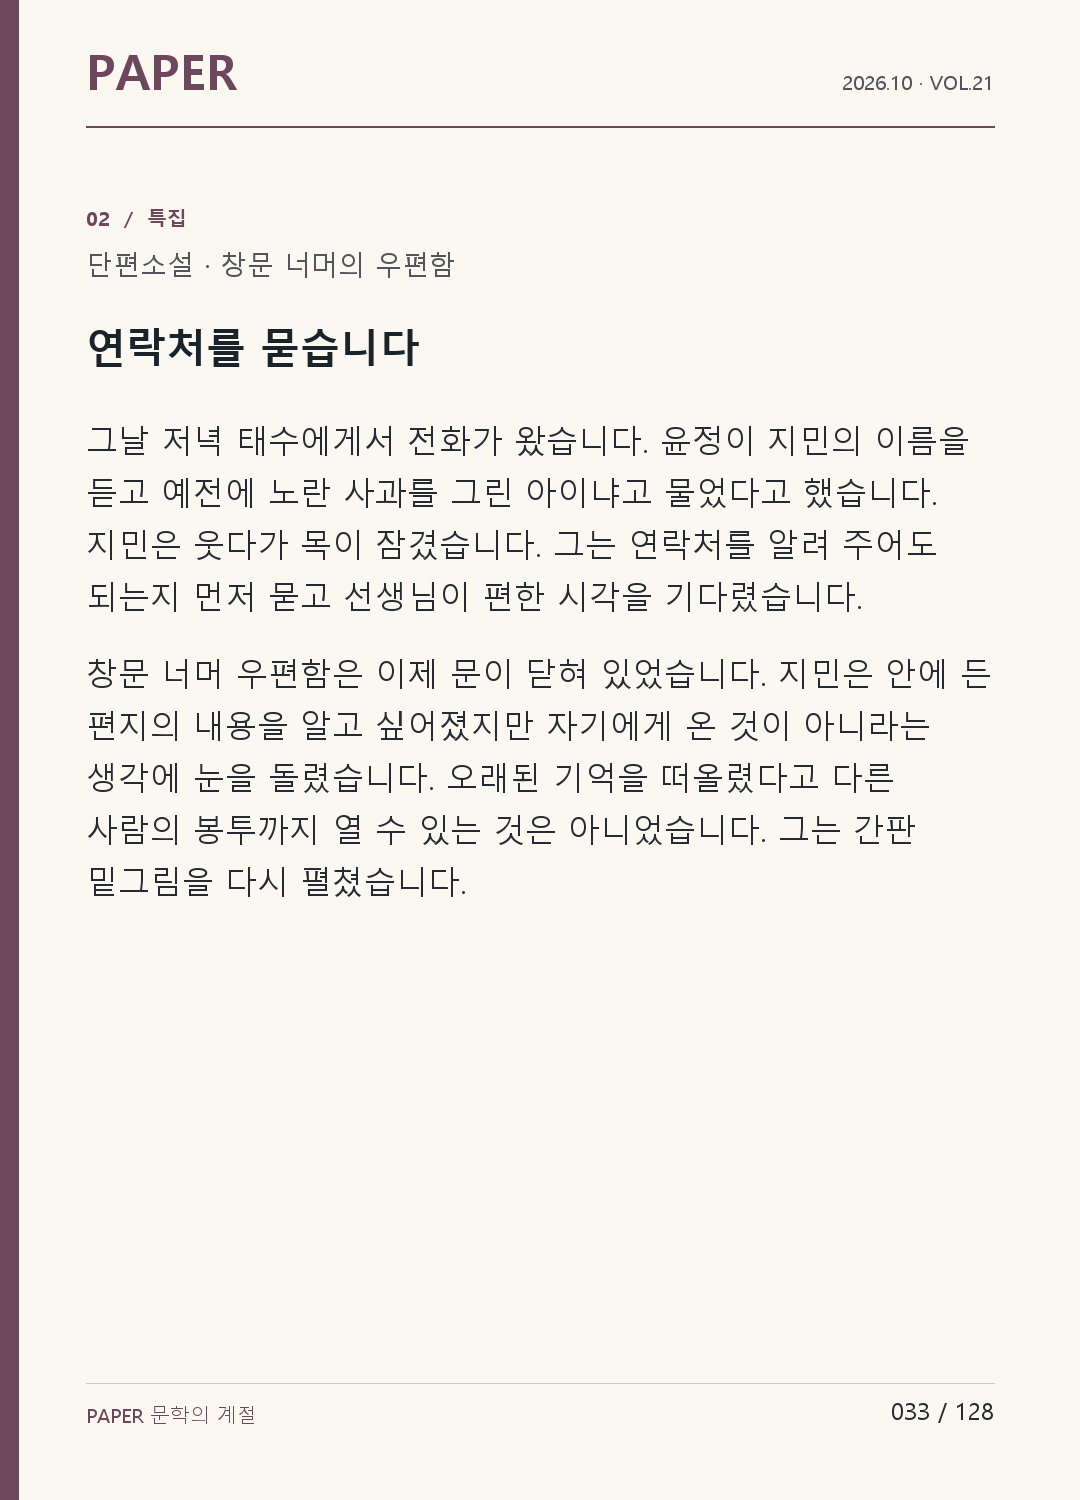 PAPER
2026.10 · VOL.21
02 / 특집
단편소설 · 창문 너머의 우편함
연락처를 묻습니다
그날 저녁 태수에게서 전화가 왔습니다. 윤정이 지민의 이름을
듣고 예전에 노란 사과를 그린 아이냐고 물었다고 했습니다.
지민은 웃다가 목이 잠겼습니다. 그는 연락처를 알려 주어도
되는지 먼저 묻고 선생님이 편한 시각을 기다렸습니다.
창문 너머 우편함은 이제 문이 닫혀 있었습니다. 지민은 안에 든
편지의 내용을 알고 싶어졌지만 자기에게 온 것이 아니라는
생각에 눈을 돌렸습니다. 오래된 기억을 떠올렸다고 다른
사람의 봉투까지 열 수 있는 것은 아니었습니다. 그는 간판
밑그림을 다시 펼쳤습니다.
PAPER 문학의 계절
033 / 128